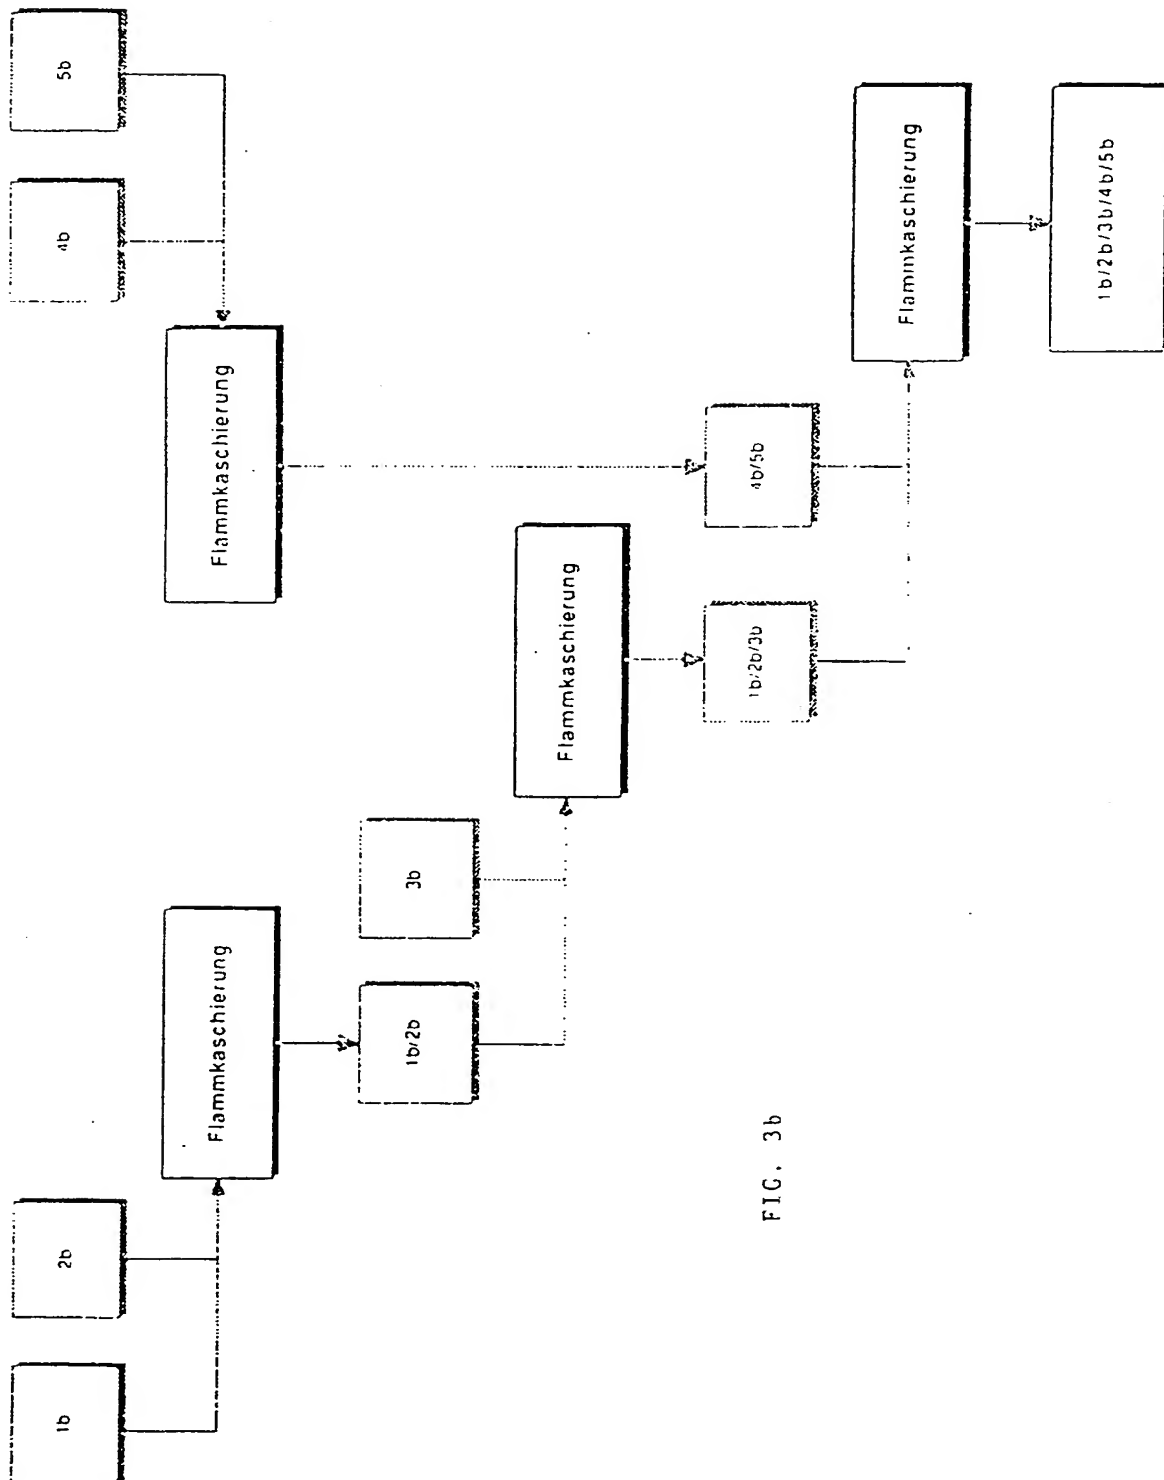 1b
2b
4b
5b
Flammkaschierung
Flammkaschierung
1b/2b
3b
Flammkaschierung
1b/2b/3b
4b/5b
Flammkaschierung
1b/2b/3b/4b/5b
FIG. 3b